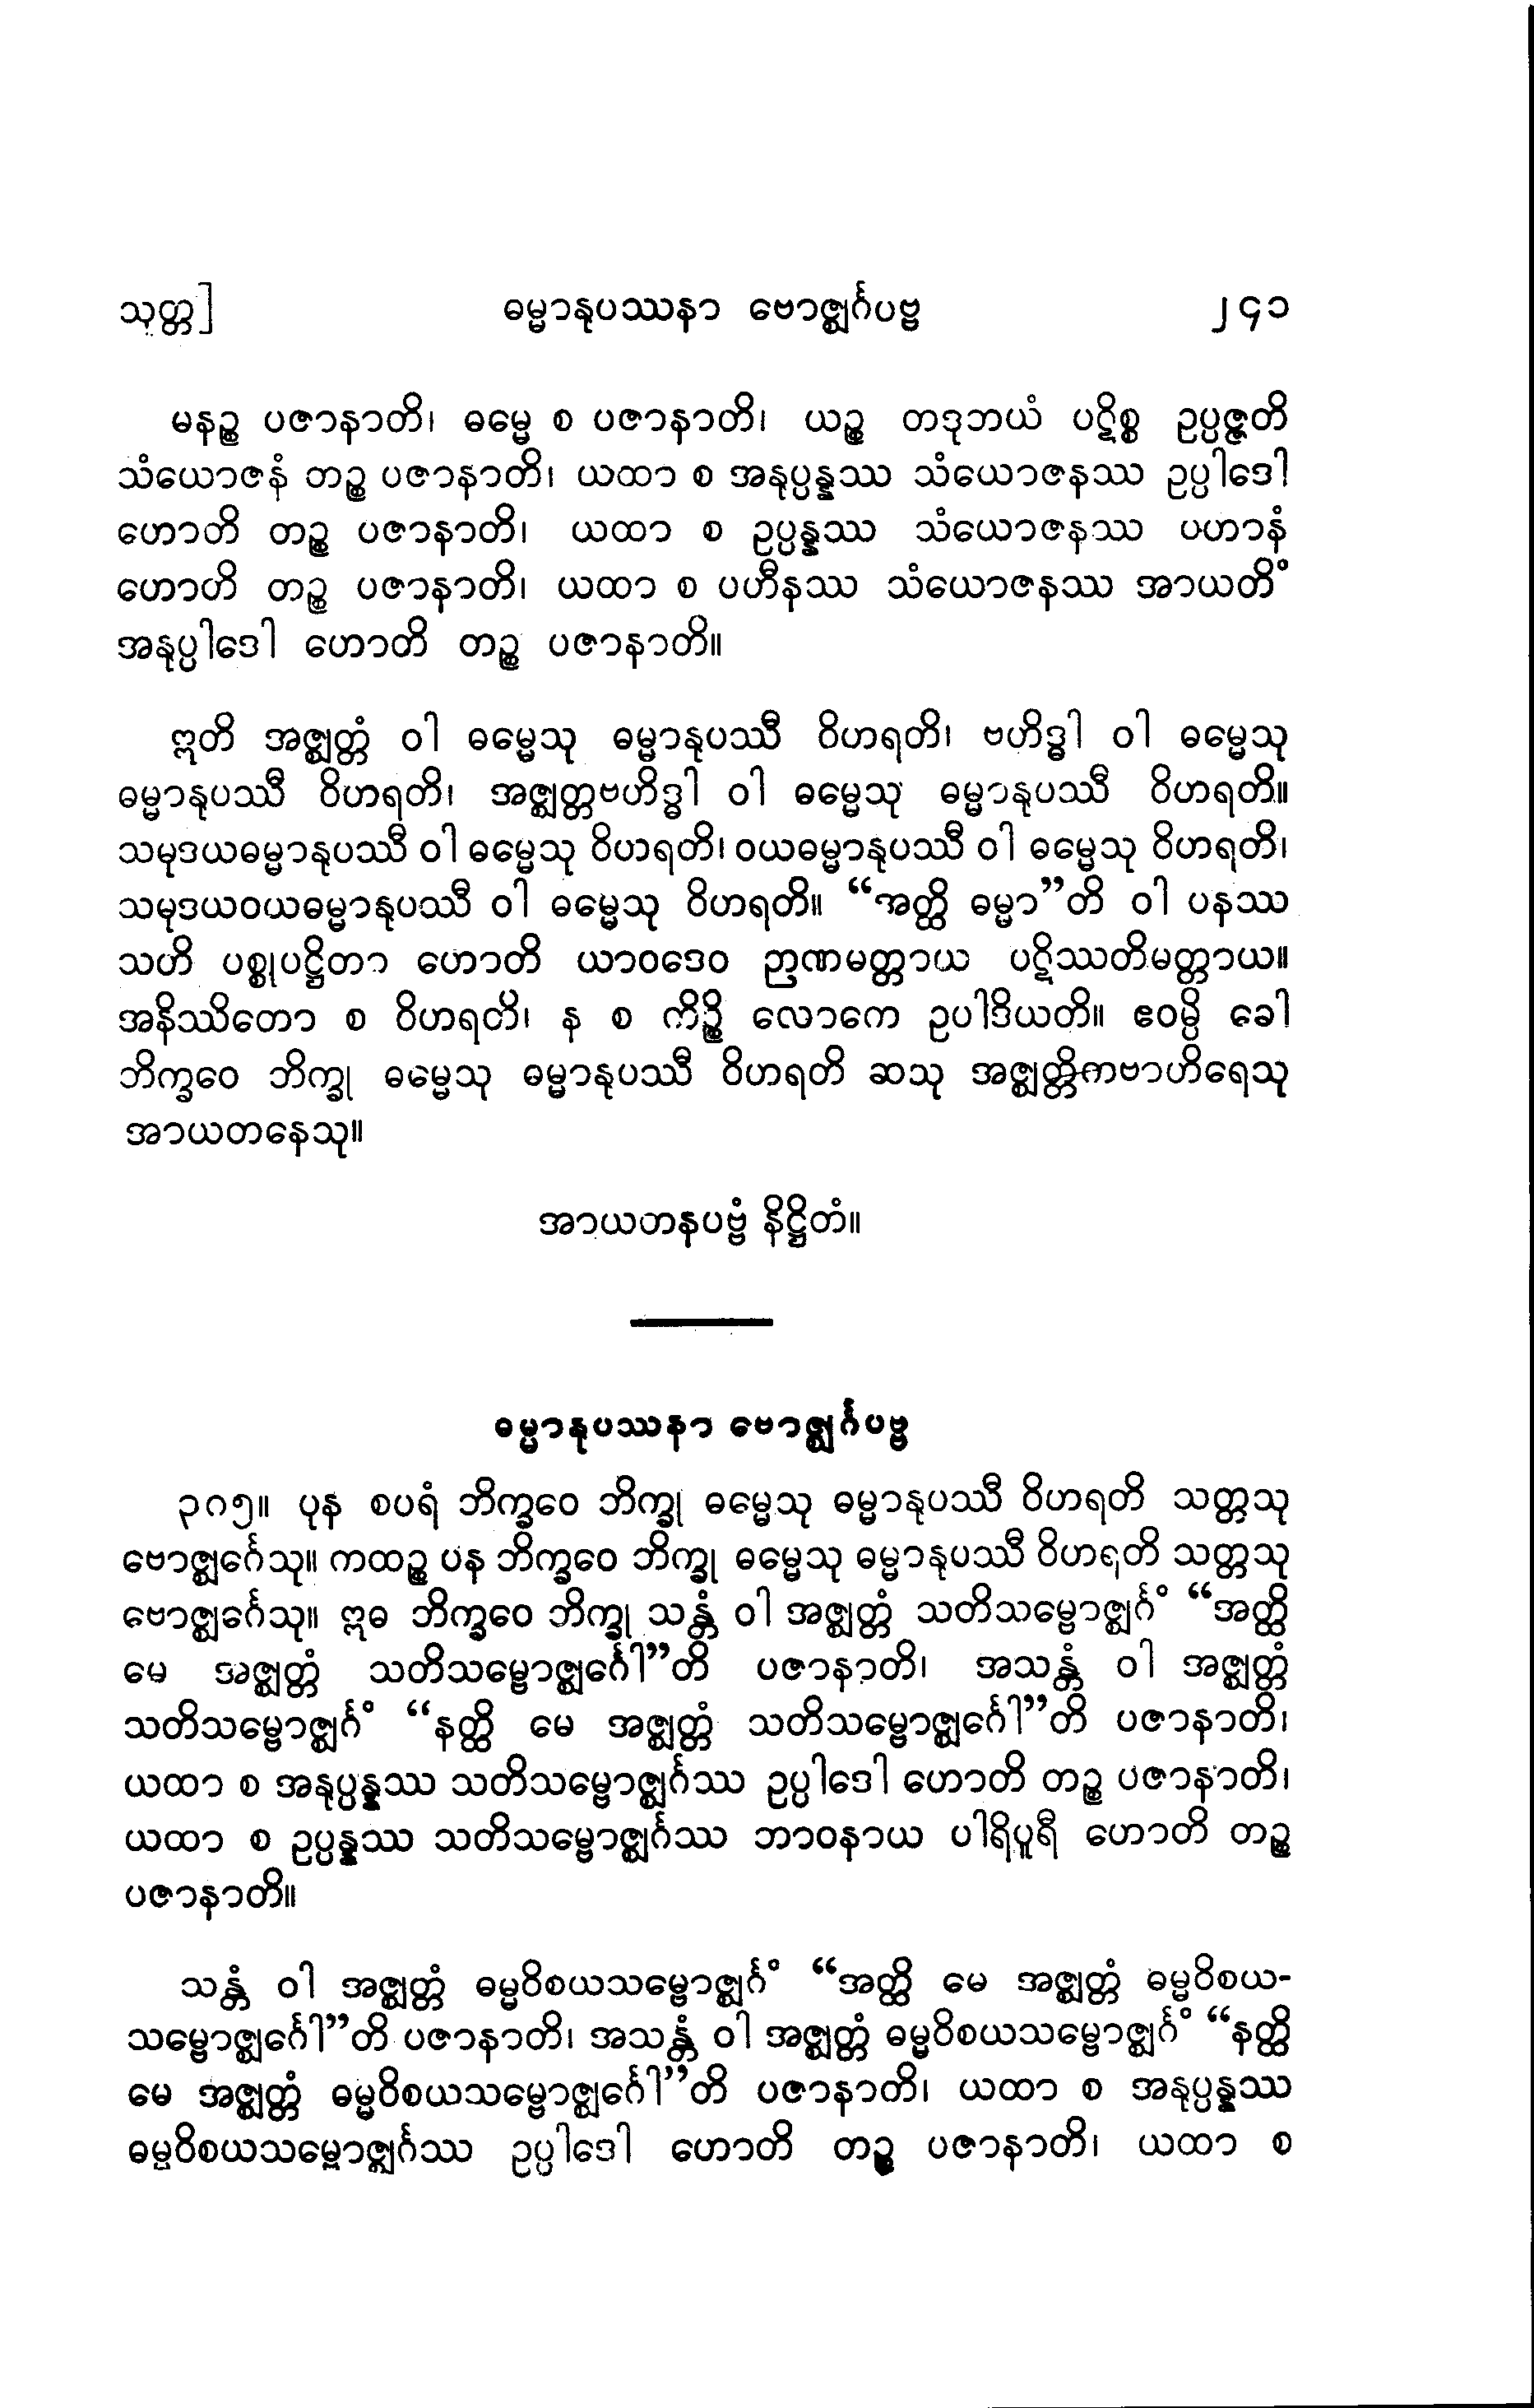 သုတ္တ]
ဓမ္မာနုပဿနာ ဗောဇ္ဈင်္ဂပဗ္ဗ
၂၄၁
မနဉ္စ ပဇာနာတိ၊ ဓမ္မေ စ ပဇာနာတိ၊ ယဉ္စ တဒုဘယံ ပဋိစ္စ ဥပ္ပဇ္ဇတိ
သံယောဇနံ တဉ္စ ပဇာနာတိ၊ ယထာ စ အနုပ္ပန္နဿ သံယောဇနဿ ဥပ္ပါဒေါ
ဟောတိ တဉ္စ ပဇာနာတိ၊ ယထာ စ ဥပ္ပန္နဿ သံယောဇနဿ ပဟာနံ
ဟောတိ တဉ္စ ပဇာနာတိ၊ ယထာ စ ပဟီနဿ သံယောဇနဿ အာယတိံ
အနုပ္ပါဒေါ ဟောတိ တဉ္စ ပဇာနာတိ။
ဣတိ အဇ္ဈတ္တံ ဝါ ဓမ္မေသု ဓမ္မာနုပဿီ ဝိဟရတိ၊ ဗဟိဒ္ဓါ ဝါ ဓမ္မေသု
ဓမ္မာနုပဿီ ဝိဟရတိ၊ အဇ္ဈတ္တဗဟိဒ္ဓါ ဝါ ဓမ္မေသု ဓမ္မာနုပဿီ ဝိဟရတိ။
သမုဒယဓမ္မာနုပဿီ ဝါ ဓမ္မေသု ဝိဟရတိ၊ ဝယဓမ္မာနုပဿီ ဝါ ဓမ္မေသု ဝိဟရတိ၊
သမုဒယဝယဓမ္မာနုပဿီ ဝါ ဓမ္မေသု ဝိဟရတိ။ “အတ္ထိ ဓမ္မာ”တိ ဝါ ပနဿ
သတိ ပစ္စုပဋ္ဌိတာ ဟောတိ ယာဝဒေဝ ဉာဏမတ္တာယ ပဋိဿတိမတ္တာယ။
အနိဿိတော စ ဝိဟရတိ၊ န စ ကိဉ္စိ လောကေ ဥပါဒိယတိ။ ဧဝမ္ပိ ခေါ
ဘိက္ခဝေ ဘိက္ခု ဓမ္မေသု ဓမ္မာနုပဿီ ဝိဟရတိ ဆသု အဇ္ဈတ္တိကဗာဟိရေသု
အာယတနေသု။
အာယတနပဗ္ဗံ နိဋ္ဌိတံ။
ဓမ္မာနုပဿနာ ဗောဇ္ဈင်္ဂပဗ္ဗ
၃၈၅။ ပုန စပရံ ဘိက္ခဝေ ဘိက္ခု ဓမ္မေသု ဓမ္မာနုပဿီ ဝိဟရတိ သတ္တသု
ဗောဇ္ဈင်္ဂေသု။ ကထဉ္စ ပန ဘိက္ခဝေ ဘိက္ခု ဓမ္မေသု ဓမ္မာနုပဿီ ဝိဟရတိ သတ္တသု
ဗောဇ္ဈင်္ဂေသု။ ဣဓ ဘိက္ခဝေ ဘိက္ခု သန္တံ ဝါ အဇ္ဈတ္တံ သတိသမ္ဗောဇ္ဈင်္ဂံ “အတ္ထိ
မေ အဇ္ဈတ္တံ သတိသမ္ဗောဇ္ဈင်္ဂေါ”တိ ပဇာနာတိ၊ အသန္တံ ဝါ အဇ္ဈတ္တံ
သတိသမ္ဗောဇ္ဈင်္ဂံ “နတ္ထိ မေ အဇ္ဈတ္တံ သတိသမ္ဗောဇ္ဈင်္ဂေါ”တိ ပဇာနာတိ၊
ယထာ စ အနုပ္ပန္နဿ သတိသမ္ဗောဇ္ဈင်္ဂဿ ဥပ္ပါဒေါ ဟောတိ တဉ္စ ပဇာနာတိ၊
ယထာ စ ဥပ္ပန္နဿ သတိသမ္ဗောဇ္ဈင်္ဂဿ ဘာဝနာယ ပါရိပူရီ ဟောတိ တဉ္စ
ပဇာနာတိ။
သန္တံ ဝါ အဇ္ဈတ္တံ ဓမ္မဝိစယသမ္ဗောဇ္ဈင်္ဂံ “အတ္ထိ မေ အဇ္ဈတ္တံ ဓမ္မဝိစယ-
သမ္ဗောဇ္ဈင်္ဂေါ”တိ ပဇာနာတိ၊ အသန္တံ ဝါ အဇ္ဈတ္တံ ဓမ္မဝိစယသမ္ဗောဇ္ဈင်္ဂံ “နတ္ထိ
မေ အဇ္ဈတ္တံ ဓမ္မဝိစယသမ္ဗောဇ္ဈင်္ဂေါ”တိ ပဇာနာတိ၊ ယထာ စ အနုပ္ပန္နဿ
ဓမ္မဝိစယသမ္ဗောဇ္ဈင်္ဂဿ ဥပ္ပါဒေါ ဟောတိ တဉ္စ ပဇာနာတိ၊ ယထာ စ